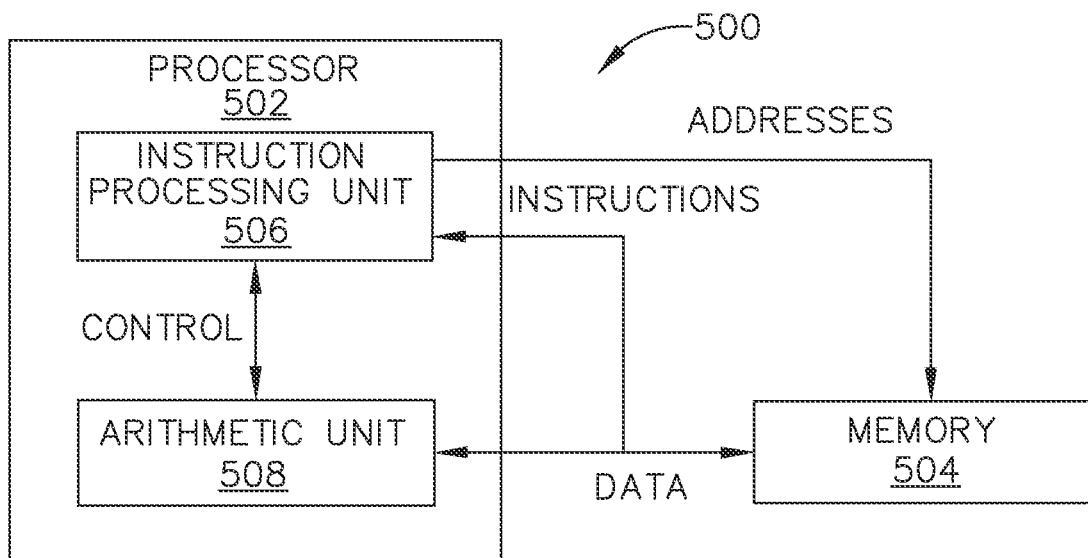 500
PROCESSOR
502
ADDRESSES
INSTRUCTION
PROCESSING UNIT
506
INSTRUCTIONS
CONTROL
ARITHMETIC UNIT
508
DATA
MEMORY
504